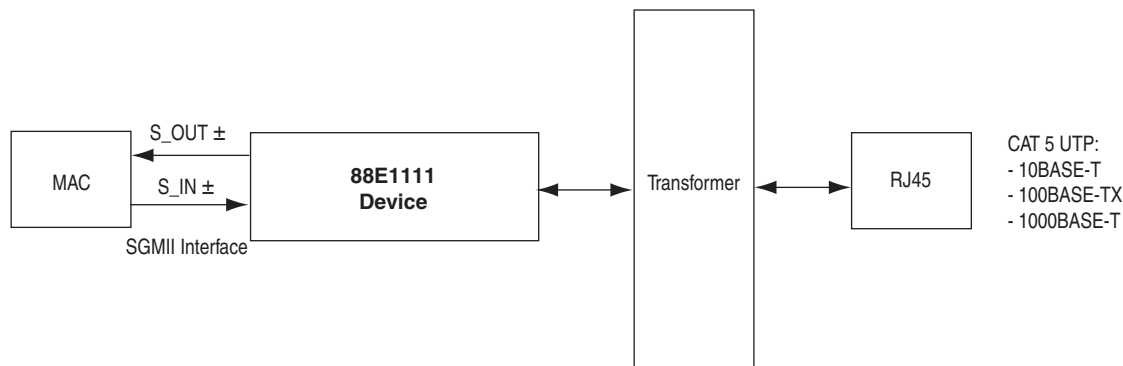 S_OUT ±
MAC
S_IN ±
SGMII Interface
88E1111
Device
Transformer
RJ45
CAT 5 UTP:
- 10BASE-T
- 100BASE-TX
- 1000BASE-T